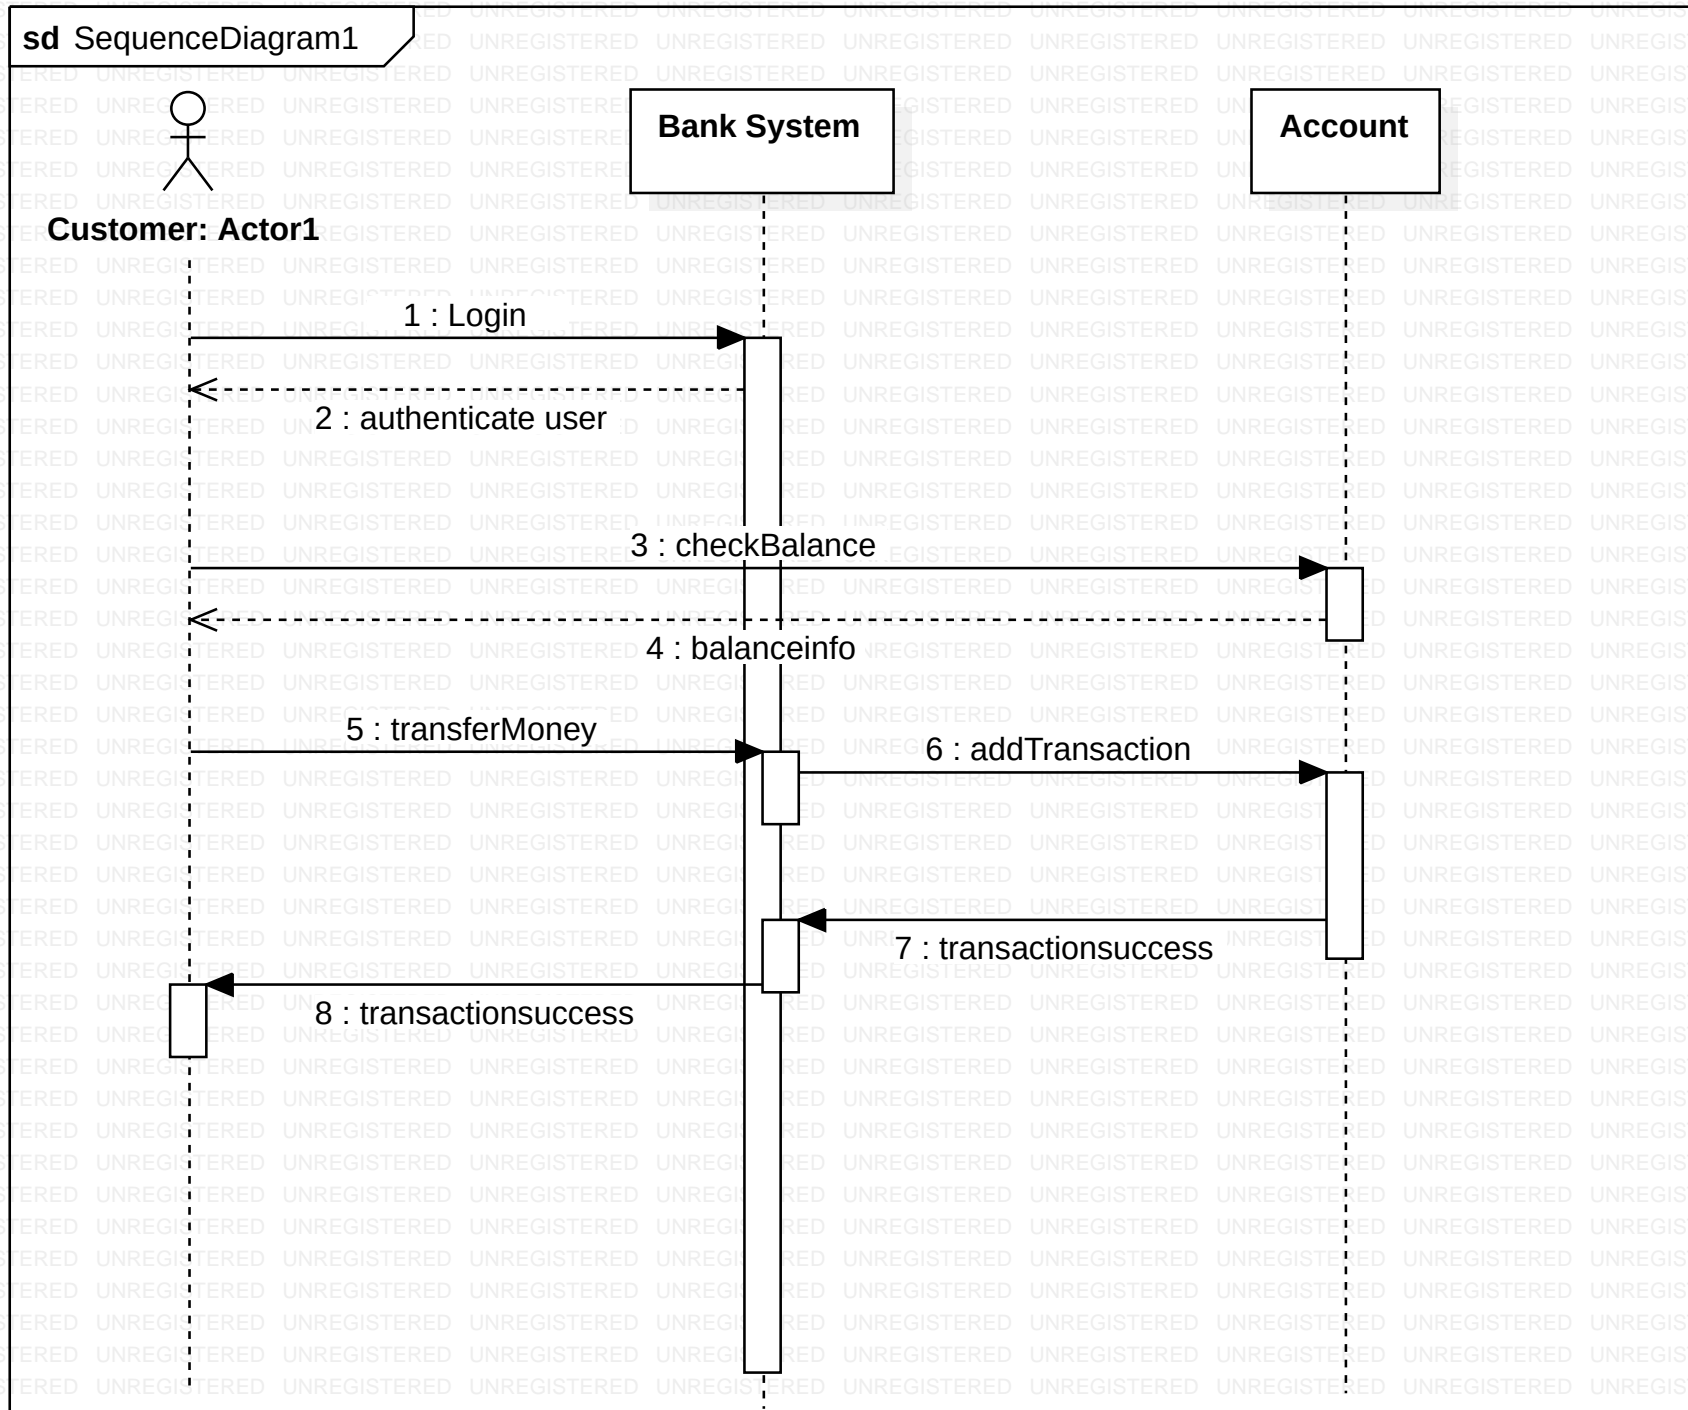 sd SequenceDiagram1
Bank System
Account
Customer: Actor1
1 : Login
2 : authenticate user
3 : checkBalance
4 : balanceinfo
5 : transferMoney
6 : addTransaction
7 : transactionsuccess
8 : transactionsuccess
UNREGISTERED